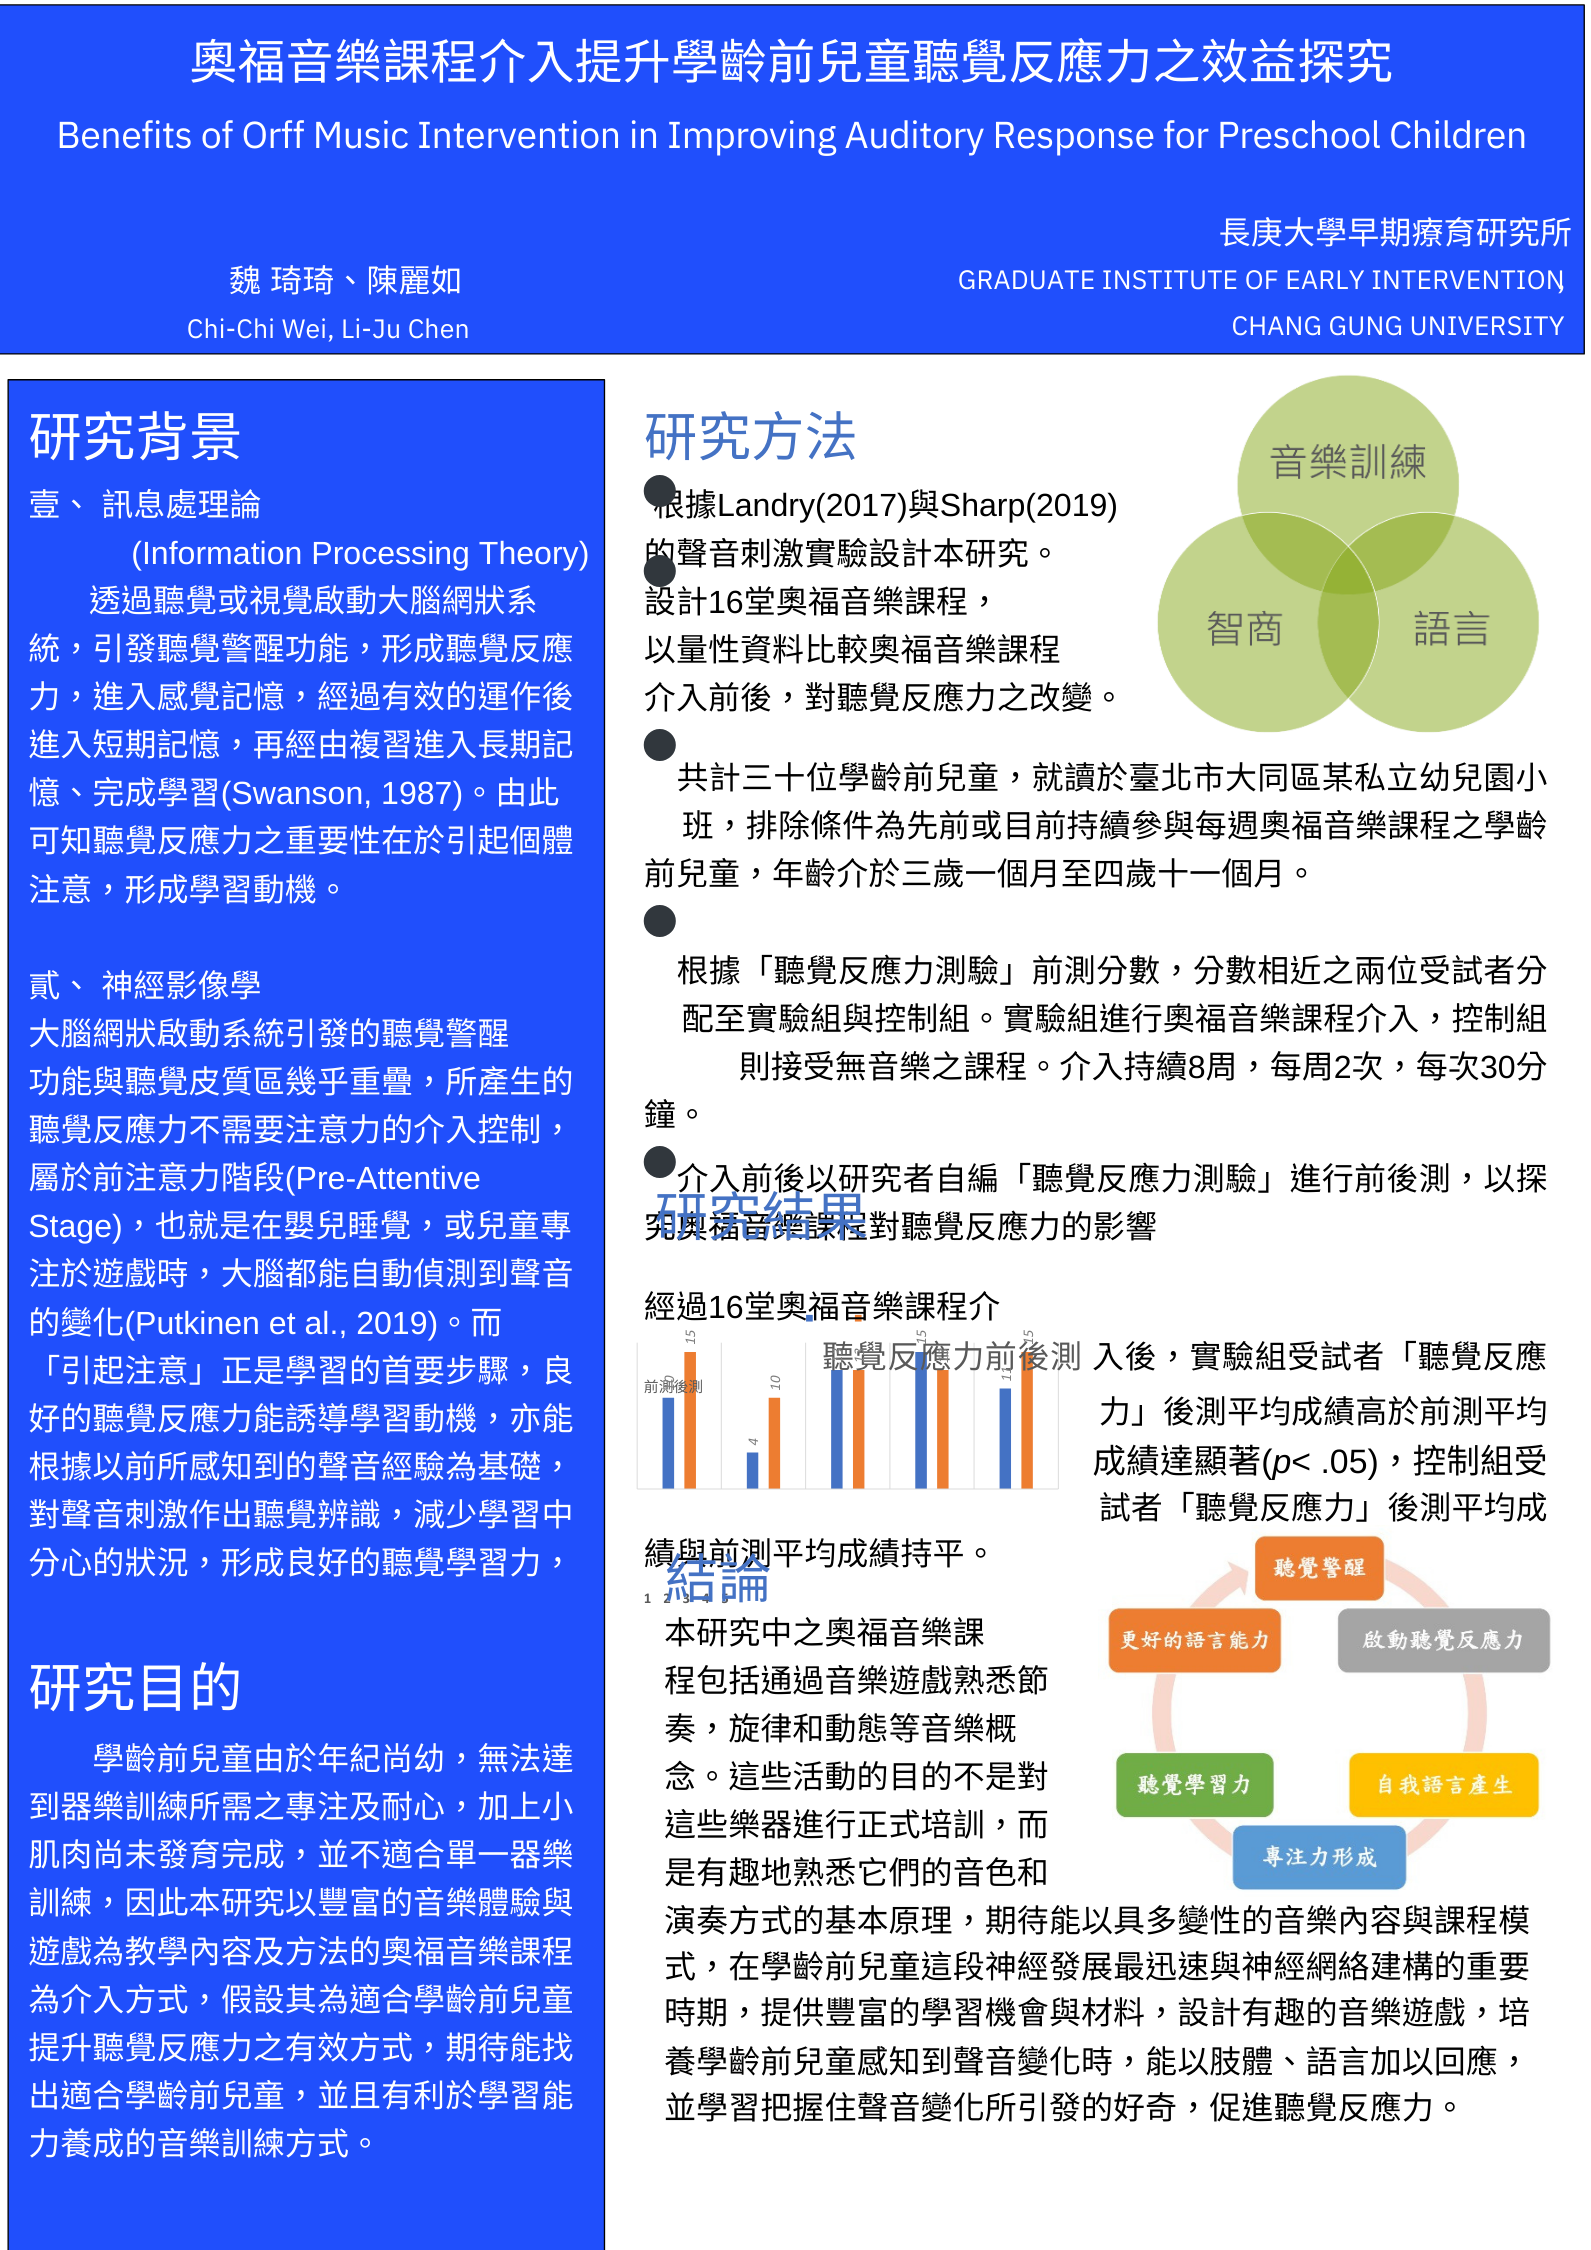 奧福音樂課程介入提升學齡前兒童聽覺反應力之效益探究
Benefits of Orff Music Intervention in Improving Auditory Response for Preschool Children
魏 琦琦、陳麗如
Chi-Chi Wei, Li-Ju Chen
長庚大學早期療育研究所
GRADUATE INSTITUTE OF EARLY INTERVENTION,
CHANG GUNG UNIVERSITY
研究背景
壹、 訊息處理論
(Information Processing Theory)
透過聽覺或視覺啟動大腦網狀系
統，引發聽覺警醒功能，形成聽覺反應
力，進入感覺記憶，經過有效的運作後
進入短期記憶，再經由複習進入長期記
憶、完成學習(Swanson, 1987)。由此
可知聽覺反應力之重要性在於引起個體
注意，形成學習動機。
貳、 神經影像學
大腦網狀啟動系統引發的聽覺警醒
功能與聽覺皮質區幾乎重疊，所產生的
聽覺反應力不需要注意力的介入控制，
屬於前注意力階段(Pre-Attentive
Stage)，也就是在嬰兒睡覺，或兒童專
注於遊戲時，大腦都能自動偵測到聲音
的變化(Putkinen et al., 2019)。而
「引起注意」正是學習的首要步驟，良
好的聽覺反應力能誘導學習動機，亦能
根據以前所感知到的聲音經驗為基礎，
對聲音刺激作出聽覺辨識，減少學習中
分心的狀況，形成良好的聽覺學習力，
研究目的
學齡前兒童由於年紀尚幼，無法達
到器樂訓練所需之專注及耐心，加上小
肌肉尚未發育完成，並不適合單一器樂
訓練，因此本研究以豐富的音樂體驗與
遊戲為教學內容及方法的奧福音樂課程
為介入方式，假設其為適合學齡前兒童
提升聽覺反應力之有效方式，期待能找
出適合學齡前兒童，並且有利於學習能
力養成的音樂訓練方式。
研究方法
根據Landry(2017)與Sharp(2019)
的聲音刺激實驗設計本研究。
設計16堂奧福音樂課程，
以量性資料比較奧福音樂課程
介入前後，對聽覺反應力之改變。
音樂訓練
智商
語言
共計三十位學齡前兒童，就讀於臺北市大同區某私立幼兒園小
班，排除條件為先前或目前持續參與每週奧福音樂課程之學齡
前兒童，年齡介於三歲一個月至四歲十一個月。
根據「聽覺反應力測驗」前測分數，分數相近之兩位受試者分
配至實驗組與控制組。實驗組進行奧福音樂課程介入，控制組
則接受無音樂之課程。介入持續8周，每周2次，每次30分
鐘。
介入前後以研究者自編「聽覺反應力測驗」進行前後測，以探
究奧福音樂課程對聽覺反應力的影響
研究結果
經過16堂奧福音樂課程介
聽覺反應力前後測
前測後測
10
15
4
10
15
11
15
入後，實驗組受試者「聽覺反應
力」後測平均成績高於前測平均
成績達顯著(p< .05)，控制組受
試者「聽覺反應力」後測平均成
績與前測平均成績持平。
1 2 3 4 5
結論
本研究中之奧福音樂課
程包括通過音樂遊戲熟悉節
奏，旋律和動態等音樂概
念。這些活動的目的不是對
這些樂器進行正式培訓，而
是有趣地熟悉它們的音色和
演奏方式的基本原理，期待能以具多變性的音樂內容與課程模
式，在學齡前兒童這段神經發展最迅速與神經網絡建構的重要
時期，提供豐富的學習機會與材料，設計有趣的音樂遊戲，培
養學齡前兒童感知到聲音變化時，能以肢體、語言加以回應，
並學習把握住聲音變化所引發的好奇，促進聽覺反應力。
聽覺警醒
啟動聽覺反應力
自我語言產生
專注力形成
聽覺學習力
更好的語言能力